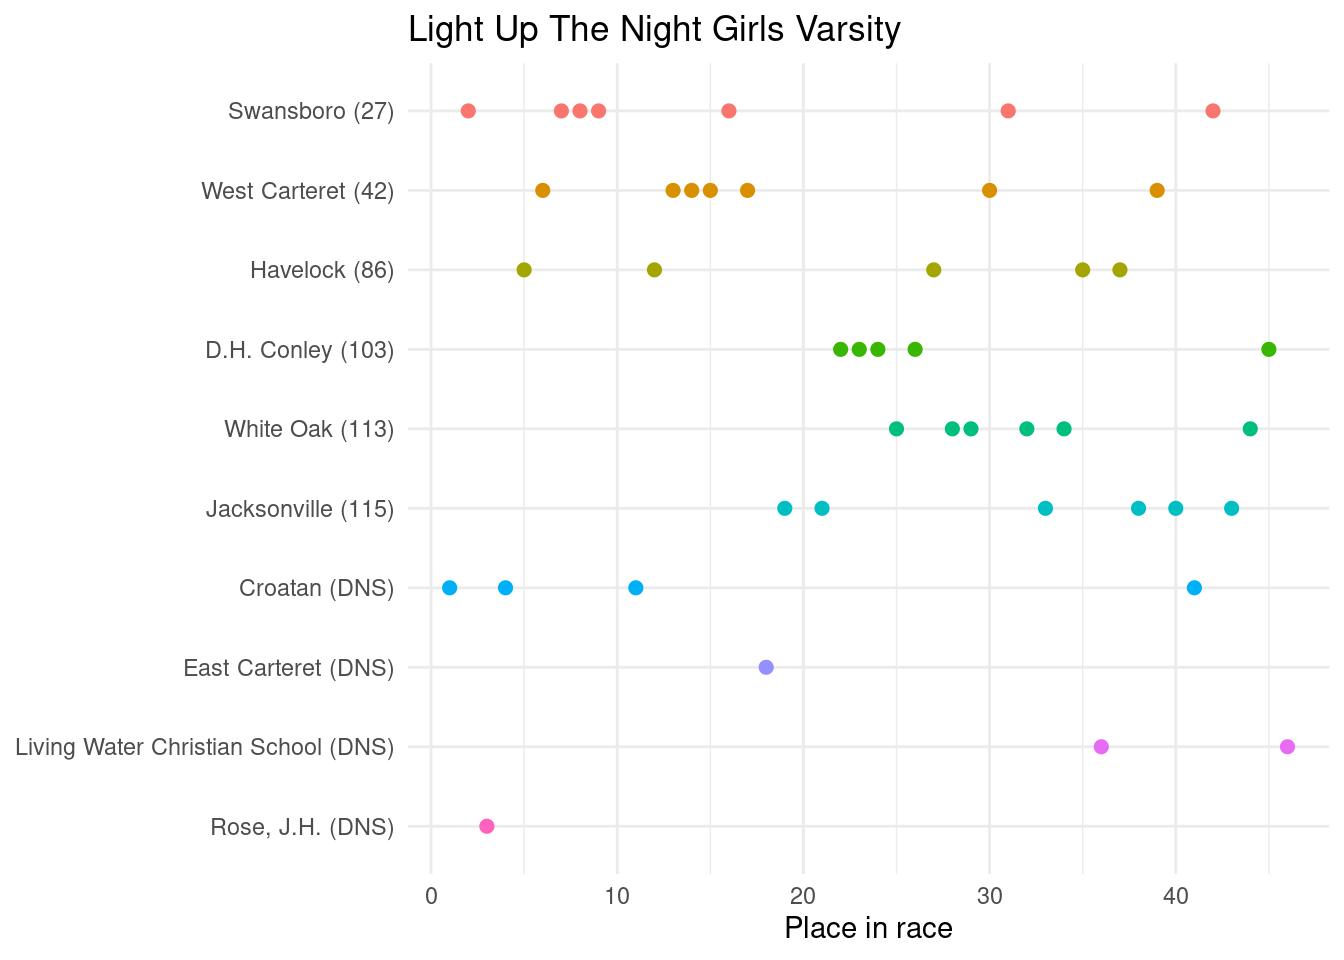 Light Up The Night Girls Varsity
Swansboro (27)
West Carteret (42)
Havelock (86)
D.H. Conley (103)
White Oak (113)
Jacksonville (115)
Croatan (DNS)
East Carteret (DNS)
Living Water Christian School (DNS)
Rose, J.H. (DNS)
0 10 20 30 40
Place in race